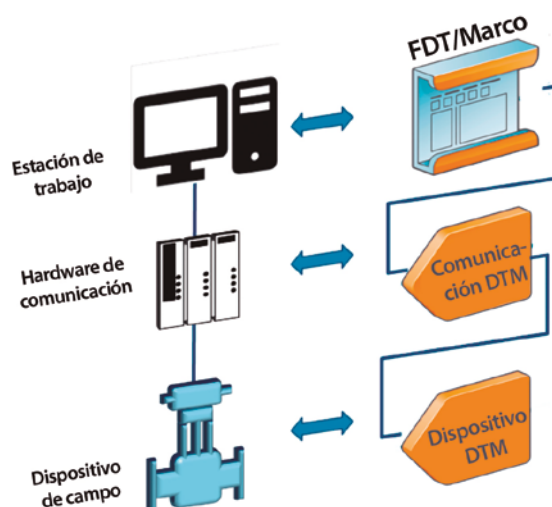 FDT/Marco
Estación de
trabajo
Hardware de
comunicación
Comunica-
ción DTM
Dispositivo
de campo
Dispositivo
DTM